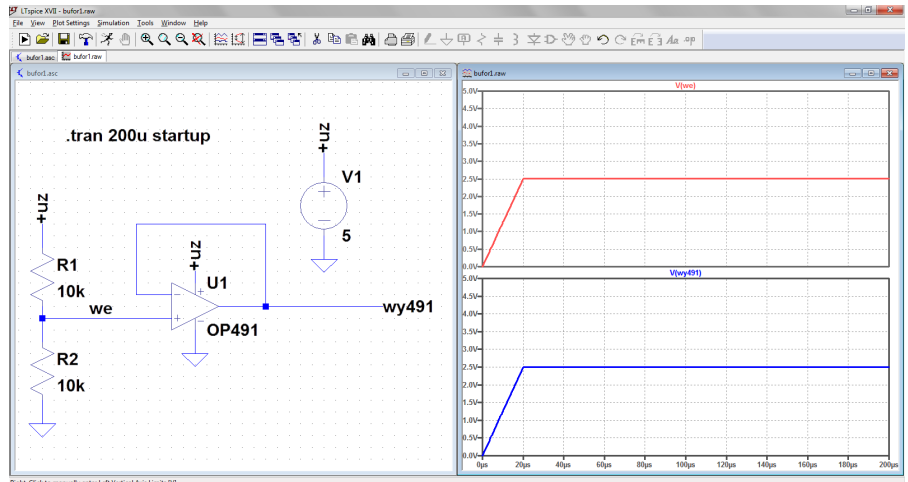 LTspice XVII - bufor1.raw
File View Plot Settings Simulation Tools Window Help
bufor1.asc bufor1.raw
bufor1.asc
.tran 200u startup
+uz
V1
5
+uz
R1
10k
we
R2
10k
+uz
U1
OP491
wy491
bufor1.raw
V(we)
5.0V
4.5V
4.0V
3.5V
3.0V
2.5V
2.0V
1.5V
1.0V
0.5V
0.0V
V(wy491)
5.0V
4.5V
4.0V
3.5V
3.0V
2.5V
2.0V
1.5V
1.0V
0.5V
0.0V
0µs 20µs 40µs 60µs 80µs 100µs 120µs 140µs 160µs 180µs 200µs